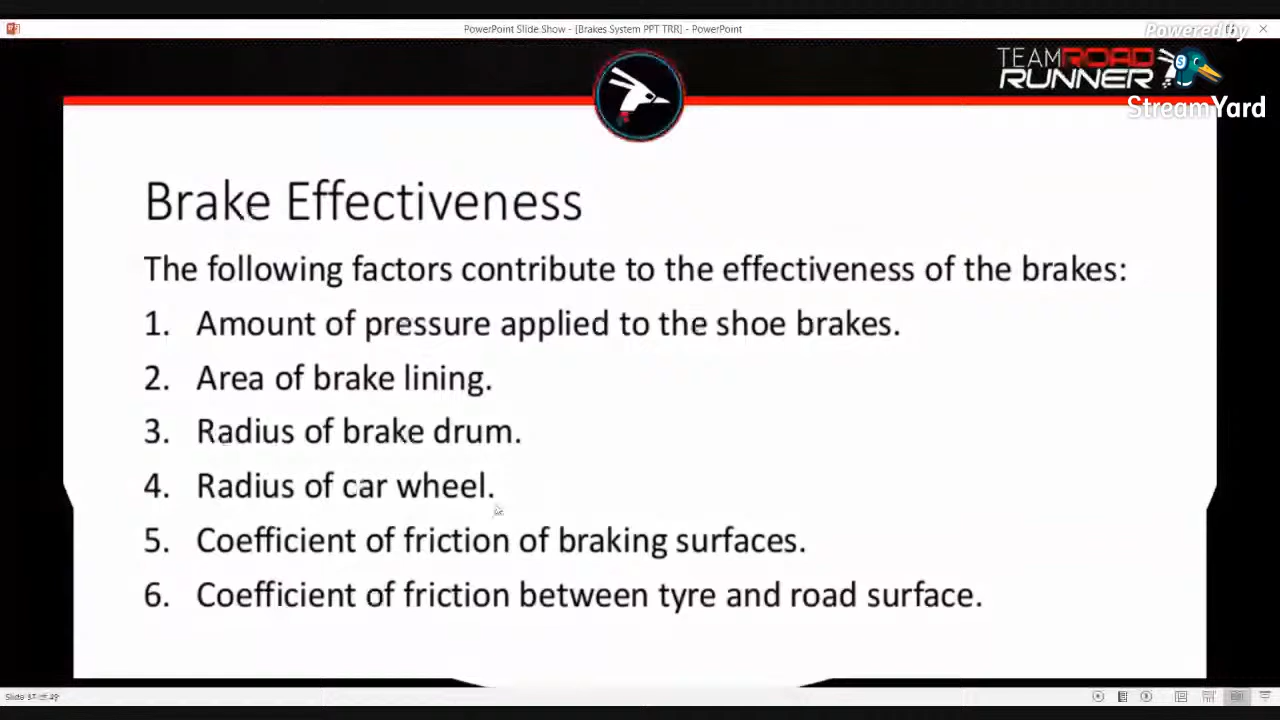 PowerPoint Slide Show - [Brakes System PPT TRR] - PowerPoint
Powered by
TEAMROAD
RUNNER
StreamYard
Brake Effectiveness
The following factors contribute to the effectiveness of the brakes:
1. Amount of pressure applied to the shoe brakes.
2. Area of brake lining.
3. Radius of brake drum.
4. Radius of car wheel.
5. Coefficient of friction of braking surfaces.
6. Coefficient of friction between tyre and road surface.